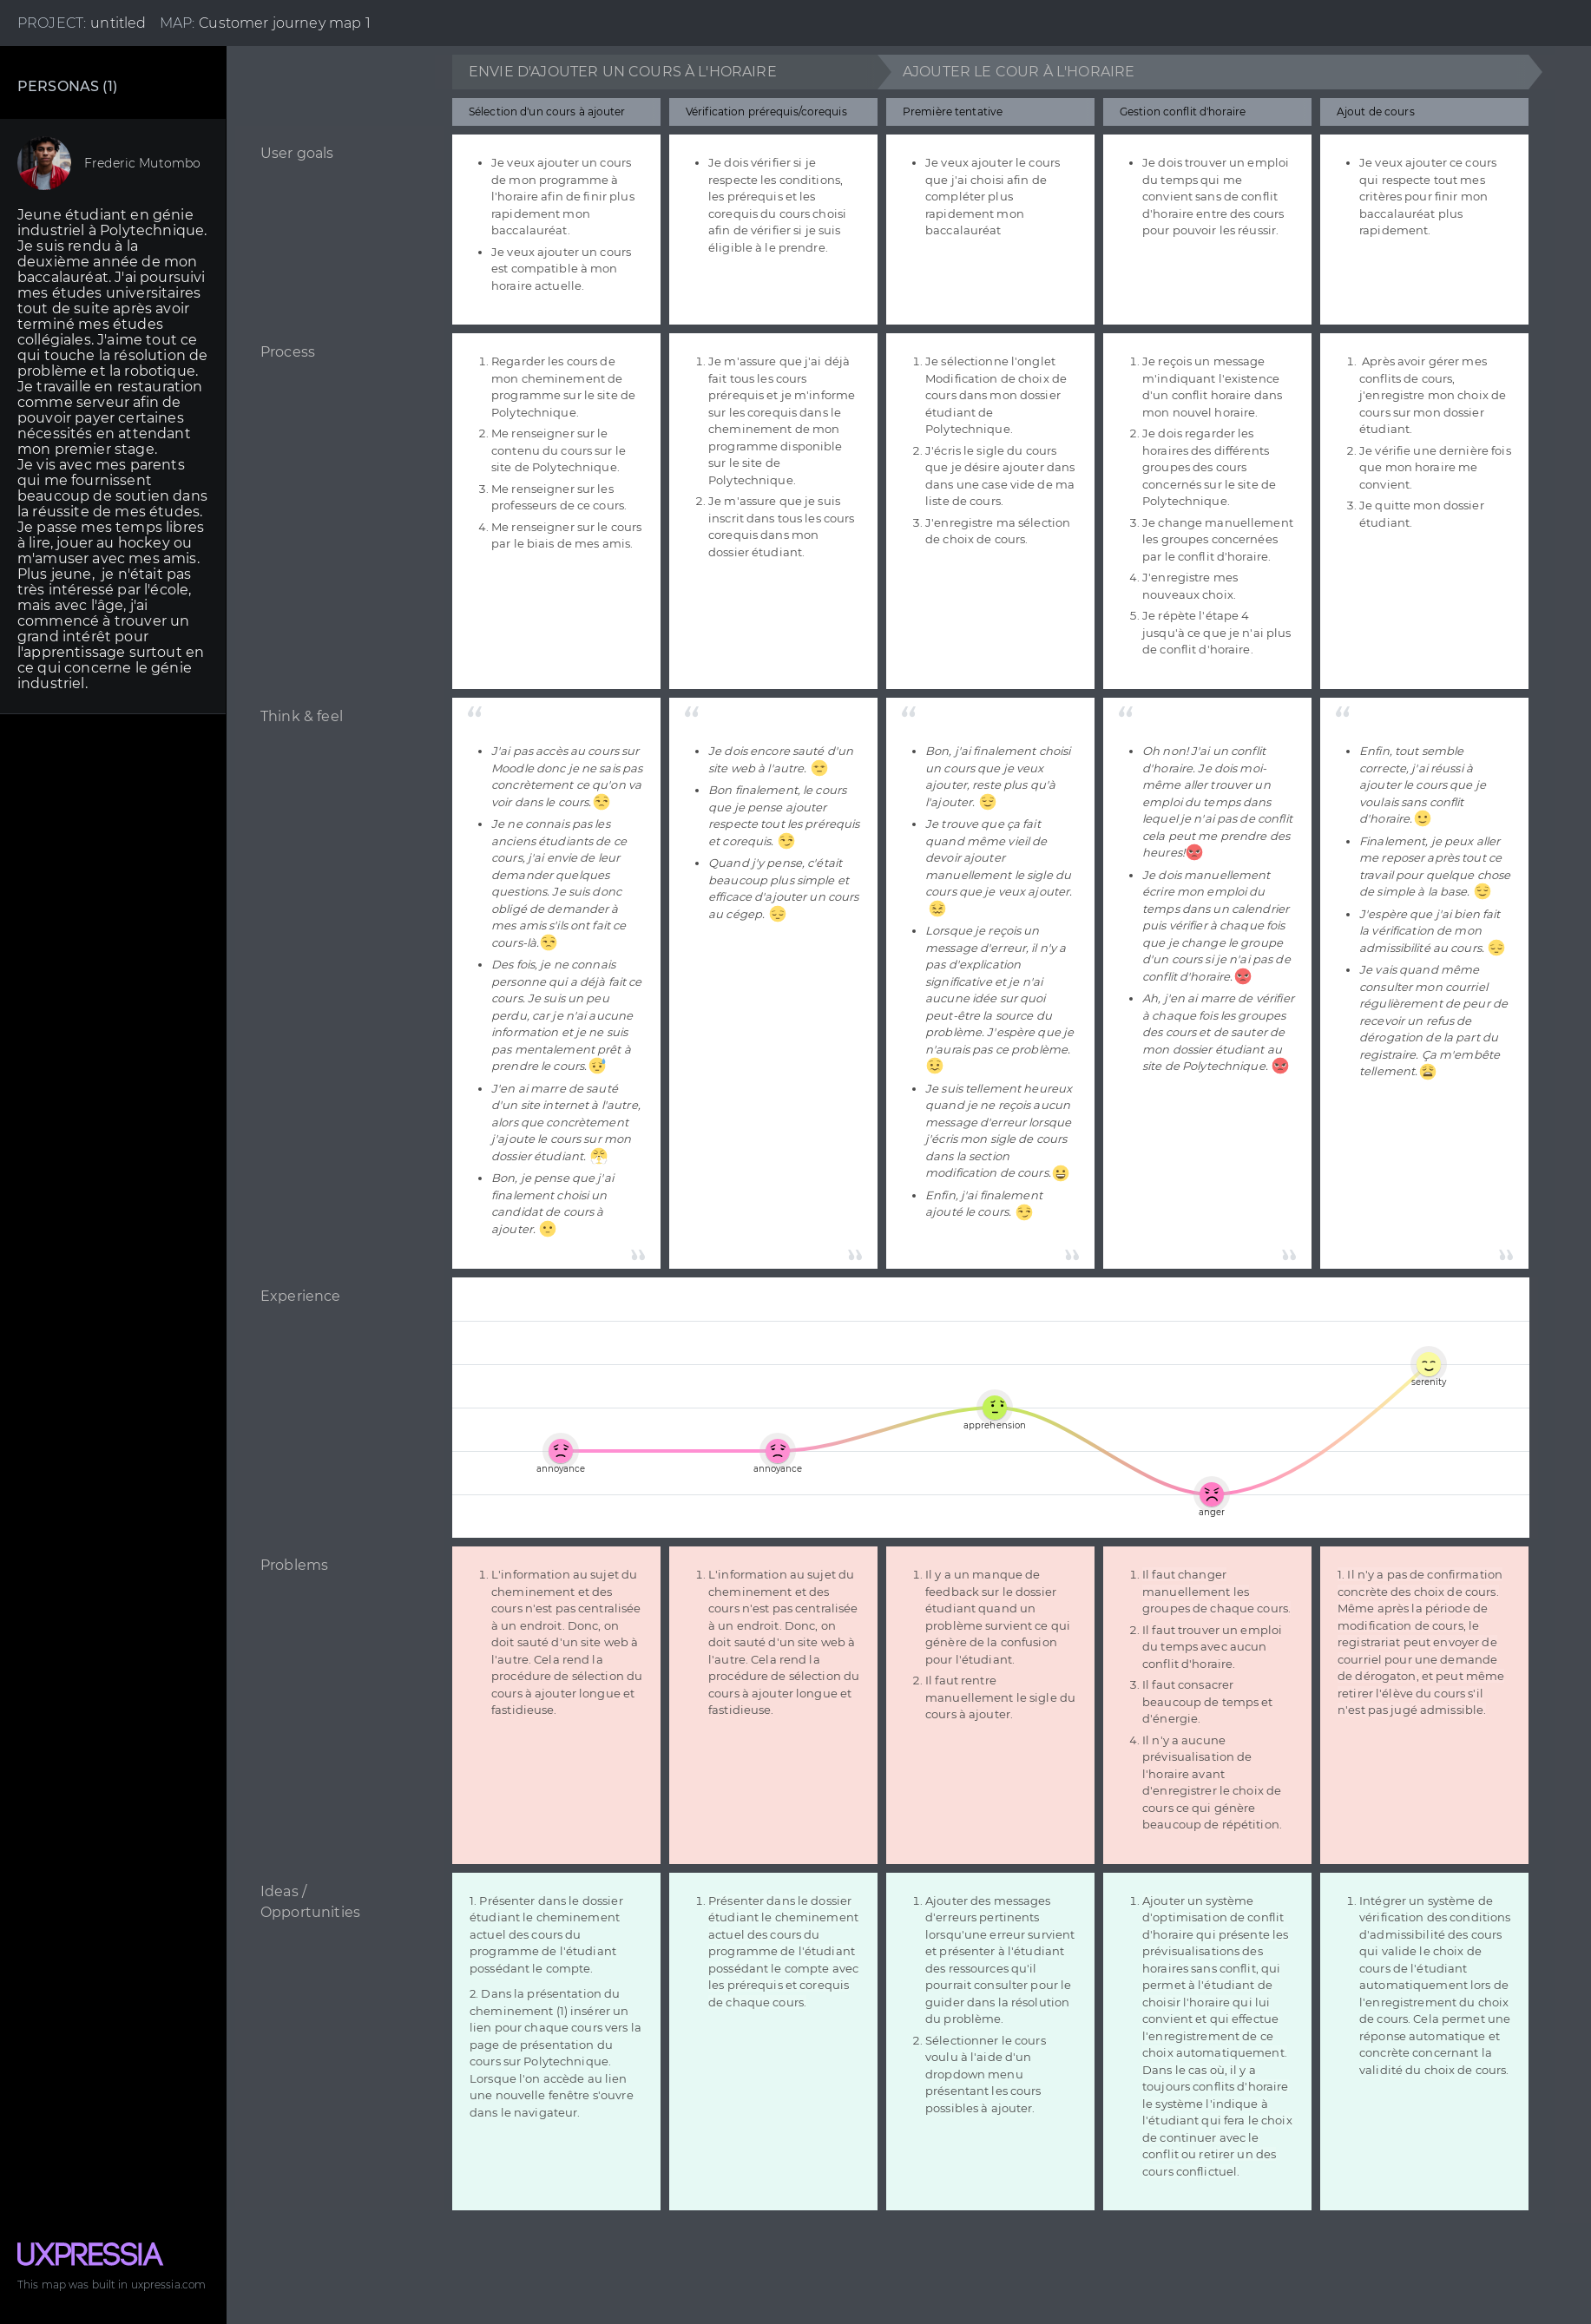 PROJECT: untitled MAP: Customer journey map 1
PERSONAS (1)
Frederic Mutombo
Jeune étudiant en génie
industriel à Polytechnique.
Je suis rendu à la
deuxième année de mon
baccalauréat. J'ai poursuivi
mes études universitaires
tout de suite après avoir
terminé mes études
collégiales. J'aime tout ce
qui touche la résolution de
problème et la robotique.
Je travaille en restauration
comme serveur afin de
pouvoir payer certaines
nécessités en attendant
mon premier stage.
Je vis avec mes parents
qui me fournissent
beaucoup de soutien dans
la réussite de mes études.
Je passe mes temps libres
à lire, jouer au hockey ou
m'amuser avec mes amis.
Plus jeune, je n'était pas
très intéressé par l'école,
mais avec l'âge, j'ai
commencé à trouver un
grand intérêt pour
l'apprentissage surtout en
ce qui concerne le génie
industriel.
ENVIE D'AJOUTER UN COURS À L'HORAIRE
AJOUTER LE COUR À L'HORAIRE
Sélection d'un cours à ajouter
Vérification prérequis/corequis
Première tentative
Gestion conflit d'horaire
Ajout de cours
User goals
• Je veux ajouter un cours
de mon programme à
l'horaire afin de finir plus
rapidement mon
baccalauréat.
• Je veux ajouter un cours
est compatible à mon
horaire actuelle.
• Je dois vérifier si je
respecte les conditions,
les prérequis et les
corequis du cours choisi
afin de vérifier si je suis
éligible à le prendre.
• Je veux ajouter le cours
que j'ai choisi afin de
compléter plus
rapidement mon
baccalauréat
• Je dois trouver un emploi
du temps qui me
convient sans de conflit
d'horaire entre des cours
pour pouvoir les réussir.
• Je veux ajouter ce cours
qui respecte tout mes
critères pour finir mon
baccalauréat plus
rapidement.
Process
1. Regarder les cours de
mon cheminement de
programme sur le site de
Polytechnique.
2. Me renseigner sur le
contenu du cours sur le
site de Polytechnique.
3. Me renseigner sur les
professeurs de ce cours.
4. Me renseigner sur le cours
par le biais de mes amis.
1. Je m'assure que j'ai déjà
fait tous les cours
prérequis et je m'informe
sur les corequis dans le
cheminement de mon
programme disponible
sur le site de
Polytechnique.
2. Je m'assure que je suis
inscrit dans tous les cours
corequis dans mon
dossier étudiant.
1. Je sélectionne l'onglet
Modification de choix de
cours dans mon dossier
étudiant de
Polytechnique.
2. J'écris le sigle du cours
que je désire ajouter dans
dans une case vide de ma
liste de cours.
3. J'enregistre ma sélection
de choix de cours.
1. Je reçois un message
m'indiquant l'existence
d'un conflit horaire dans
mon nouvel horaire.
2. Je dois regarder les
horaires des différents
groupes des cours
concernés sur le site de
Polytechnique.
3. Je change manuellement
les groupes concernées
par le conflit d'horaire.
4. J'enregistre mes
nouveaux choix.
5. Je répète l'étape 4
jusqu'à ce que je n'ai plus
de conflit d'horaire.
1. Après avoir gérer mes
conflits de cours,
j'enregistre mon choix de
cours sur mon dossier
étudiant.
2. Je vérifie une dernière fois
que mon horaire me
convient.
3. Je quitte mon dossier
étudiant.
Think & feel
• J'ai pas accès au cours sur
Moodle donc je ne sais pas
concrètement ce qu'on va
voir dans le cours.😒
• Je ne connais pas les
anciens étudiants de ce
cours, j'ai envie de leur
demander quelques
questions. Je suis donc
obligé de demander à
mes amis s'ils ont fait ce
cours-là.😒
• Des fois, je ne connais
personne qui a déjà fait ce
cours. Je suis un peu
perdu, car je n'ai aucune
information et je ne suis
pas mentalement prêt à
prendre le cours.😥
• J'en ai marre de sauté
d'un site internet à l'autre,
alors que concrètement
j'ajoute le cours sur mon
dossier étudiant. 😤
• Bon, je pense que j'ai
finalement choisi un
candidat de cours à
ajouter. 🙂
• Je dois encore sauté d'un
site web à l'autre. 😒
• Bon finalement, le cours
que je pense ajouter
respecte tout les prérequis
et corequis. 😏
• Quand j'y pense, c'était
beaucoup plus simple et
efficace d'ajouter un cours
au cégep. 😔
• Bon, j'ai finalement choisi
un cours que je veux
ajouter, reste plus qu'à
l'ajouter. 😌
• Je trouve que ça fait
quand même vieil de
devoir ajouter
manuellement le sigle du
cours que je veux ajouter.
😖
• Lorsque je reçois un
message d'erreur, il n'y a
pas d'explication
significative et je n'ai
aucune idée sur quoi
peut-être la source du
problème. J'espère que je
n'aurais pas ce problème.
😟
• Je suis tellement heureux
quand je ne reçois aucun
message d'erreur lorsque
j'écris mon sigle de cours
dans la section
modification de cours.😀
• Enfin, j'ai finalement
ajouté le cours. 😏
• Oh non! J'ai un conflit
d'horaire. Je dois moi-
même aller trouver un
emploi du temps dans
lequel je n'ai pas de conflit
cela peut me prendre des
heures!😡
• Je dois manuellement
écrire mon emploi du
temps dans un calendrier
puis vérifier à chaque fois
que je change le groupe
d'un cours si je n'ai pas de
conflit d'horaire.😡
• Ah, j'en ai marre de vérifier
à chaque fois les groupes
des cours et de sauter de
mon dossier étudiant au
site de Polytechnique. 😡
• Enfin, tout semble
correcte, j'ai réussi à
ajouter le cours que je
voulais sans conflit
d'horaire.🙂
• Finalement, je peux aller
me reposer après tout ce
travail pour quelque chose
de simple à la base. 😌
• J'espère que j'ai bien fait
la vérification de mon
admissibilité au cours. 😔
• Je vais quand même
consulter mon courriel
régulièrement de peur de
recevoir un refus de
dérogation de la part du
registraire. Ça m'embête
tellement.😩
Experience
annoyance
annoyance
apprehension
anger
serenity
Problems
1. L'information au sujet du
cheminement et des
cours n'est pas centralisée
à un endroit. Donc, on
doit sauté d'un site web à
l'autre. Cela rend la
procédure de sélection du
cours à ajouter longue et
fastidieuse.
1. L'information au sujet du
cheminement et des
cours n'est pas centralisée
à un endroit. Donc, on
doit sauté d'un site web à
l'autre. Cela rend la
procédure de sélection du
cours à ajouter longue et
fastidieuse.
1. Il y a un manque de
feedback sur le dossier
étudiant quand un
problème survient ce qui
génère de la confusion
pour l'étudiant.
2. Il faut rentre
manuellement le sigle du
cours à ajouter.
1. Il faut changer
manuellement les
groupes de chaque cours.
2. Il faut trouver un emploi
du temps avec aucun
conflit d'horaire.
3. Il faut consacrer
beaucoup de temps et
d'énergie.
4. Il n'y a aucune
prévisualisation de
l'horaire avant
d'enregistrer le choix de
cours ce qui génère
beaucoup de répétition.
1. Il n'y a pas de confirmation
concrète des choix de cours.
Même après la période de
modification de cours, le
registrariat peut envoyer de
courriel pour une demande
de dérogaton, et peut même
retirer l'élève du cours s'il
n'est pas jugé admissible.
Ideas /
Opportunities
1. Présenter dans le dossier
étudiant le cheminement
actuel des cours du
programme de l'étudiant
possédant le compte.
2. Dans la présentation du
cheminement (1) insérer un
lien pour chaque cours vers la
page de présentation du
cours sur Polytechnique.
Lorsque l'on accède au lien
une nouvelle fenêtre s'ouvre
dans le navigateur.
1. Présenter dans le dossier
étudiant le cheminement
actuel des cours du
programme de l'étudiant
possédant le compte avec
les prérequis et corequis
de chaque cours.
1. Ajouter des messages
d'erreurs pertinents
lorsqu'une erreur survient
et présenter à l'étudiant
des ressources qu'il
pourrait consulter pour le
guider dans la résolution
du problème.
2. Sélectionner le cours
voulu à l'aide d'un
dropdown menu
présentant les cours
possibles à ajouter.
1. Ajouter un système
d'optimisation de conflit
d'horaire qui présente les
prévisualisations des
horaires sans conflit, qui
permet à l'étudiant de
choisir l'horaire qui lui
convient et qui effectue
l'enregistrement de ce
choix automatiquement.
Dans le cas où, il y a
toujours conflits d'horaire
le système l'indique à
l'étudiant qui fera le choix
de continuer avec le
conflit ou retirer un des
cours conflictuel.
1. Intégrer un système de
vérification des conditions
d'admissibilité des cours
qui valide le choix de
cours de l'étudiant
automatiquement lors de
l'enregistrement du choix
de cours. Cela permet une
réponse automatique et
concrète concernant la
validité du choix de cours.
UXPRESSIA
This map was built in uxpressia.com